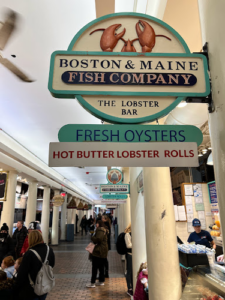 BOSTON & MAINE
FISH COMPANY
THE LOBSTER
BAR
FRESH OYSTERS
HOT BUTTER LOBSTER ROLLS